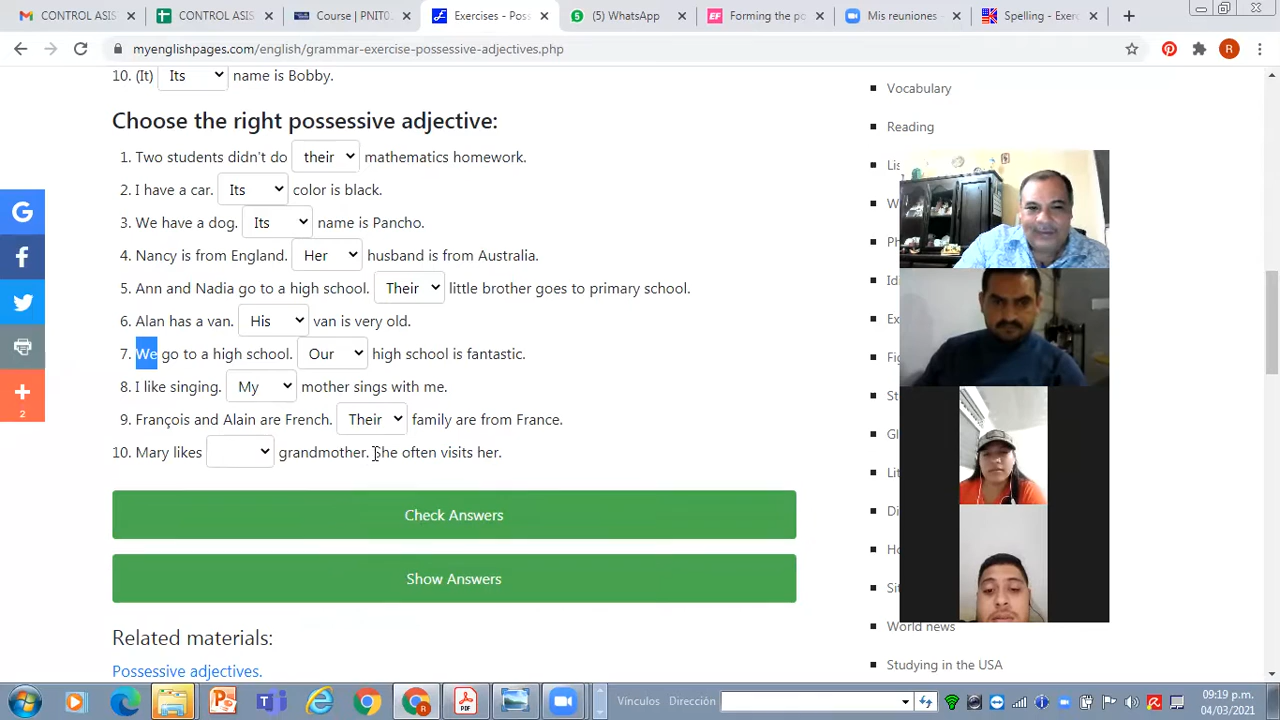 CONTROL ASIS
CONTROL ASIS
Course | PNITC
Exercises - Poss
() WhatsApp
Forming the po
Mis reuniones -
Spelling - Exerc
myenglishpages.com/english/grammar-exercise-possessive-adjectives.php
R
10. (It) Its name is Bobby.
Choose the right possessive adjective:
1. Two students didn't do their mathematics homework.
2. I have a car. Its color is black.
3. We have a dog. Its name is Pancho.
4. Nancy is from England. Her husband is from Australia.
5. Ann and Nadia go to a high school. Their little brother goes to primary school.
6. Alan has a van. His van is very old.
7. We go to a high school. Our high school is fantastic.
8. I like singing. My mother sings with me.
9. François and Alain are French. Their family are from France.
10. Mary likes grandmother. She often visits her.
Check Answers
Show Answers
Related materials:
Possessive adjectives.
2
Vocabulary
Reading
World news
Studying in the USA
Vínculos Dirección
09:19 p.m.
04/03/2021